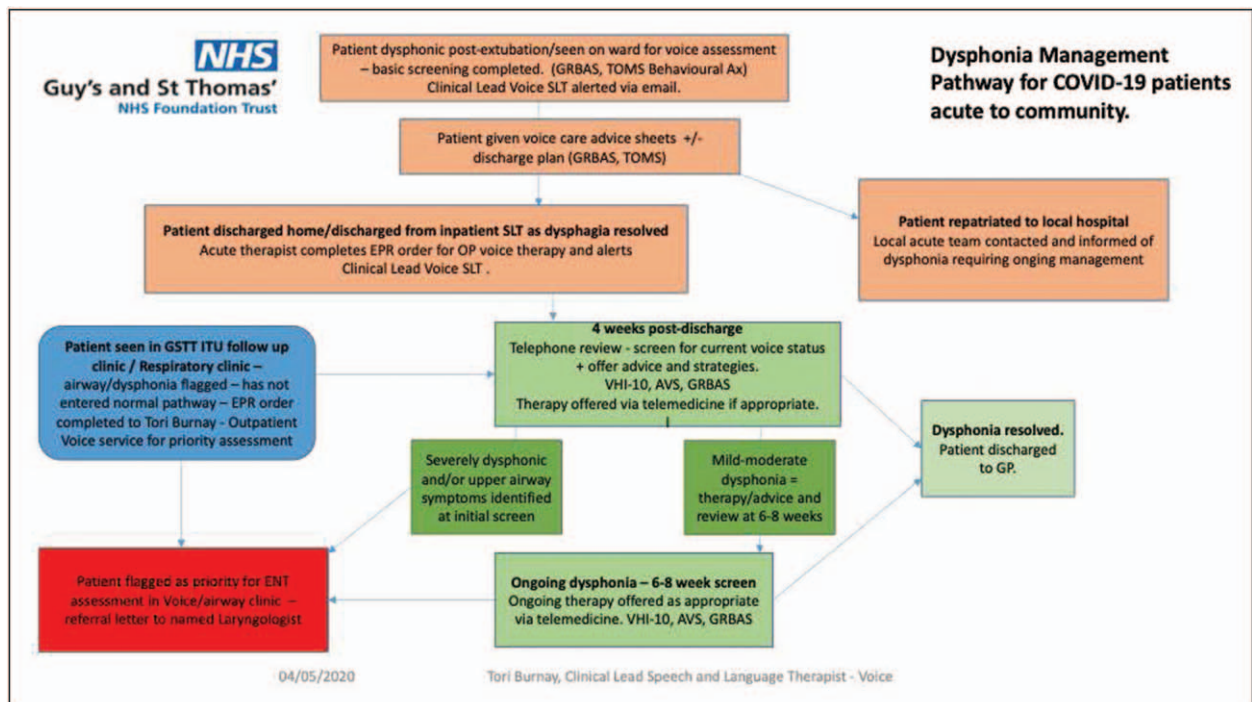 NHS
Guy's and St Thomas'
NHS Foundation Trust
Patient dysphonic post-extubation/seen on ward for voice assessment
– basic screening completed. (GRBAS, TOMS Behavioural Ax)
Clinical Lead Voice SLT alerted via email.
Dysphonia Management
Pathway for COVID-19 patients
acute to community.
Patient given voice care advice sheets +/-
discharge plan (GRBAS, TOMS)
Patient discharged home/discharged from inpatient SLT as dysphagia resolved
Acute therapist completes EPR order for OP voice therapy and alerts
Clinical Lead Voice SLT .
Patient repatriated to local hospital
Local acute team contacted and informed of
dysphonia requiring onging management
Patient seen in GSTT ITU follow up
clinic / Respiratory clinic –
airway/dysphonia flagged – has not
entered normal pathway – EPR order
completed to Tori Burnay - Outpatient
Voice service for priority assessment
4 weeks post-discharge
Telephone review - screen for current voice status
+ offer advice and strategies.
VHI-10, AVS, GRBAS
Therapy offered via telemedicine if appropriate.
Dysphonia resolved.
Patient discharged
to GP.
Severely dysphonic
and/or upper airway
symptoms identified
at initial screen
Mild-moderate
dysphonia =
therapy/advice and
review at 6-8 weeks
Patient flagged as priority for ENT
assessment in Voice/airway clinic –
referral letter to named Laryngologist
Ongoing dysphonia – 6-8 week screen
Ongoing therapy offered as appropriate
via telemedicine. VHI-10, AVS, GRBAS
04/05/2020
Tori Burnay, Clinical Lead Speech and Language Therapist - Voice